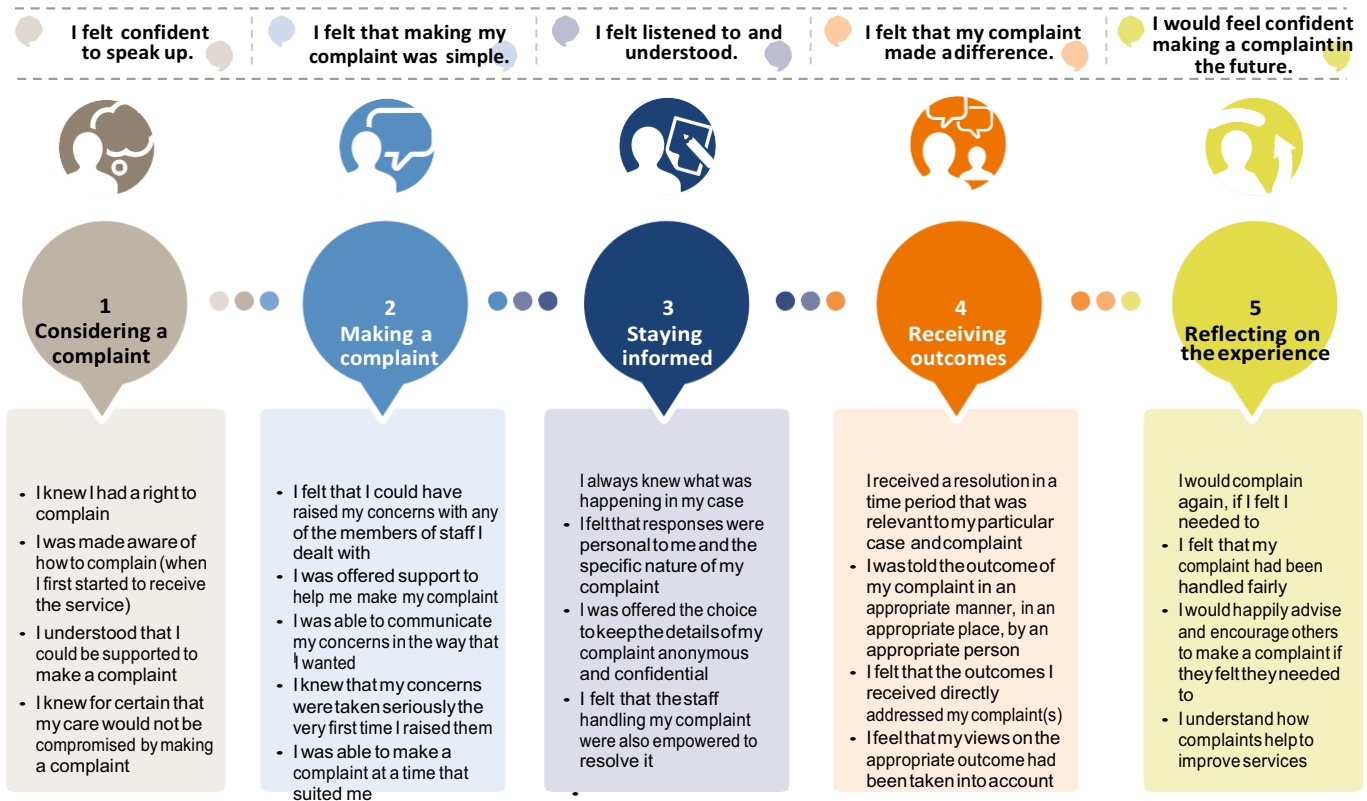 I felt confident
to speak up.
I felt that making my
complaint was simple.
I felt listened to and
understood.
I felt that my complaint
made adifference.
I would feel confident
making a complaintin
the future.
1
Considering a
complaint
2
Making a
complaint
3
Staying
informed
4
Receiving
outcomes
5
Reflecting on
the experience
• I knew I had a right to
complain
• I was made aware of
how to complain (when
I first started to receive
the service)
• I understood that I
could be supported to
make a complaint
• I knew for certain that
my care would not be
compromised by making
a complaint
• I felt that I could have
raised my concerns with any
of the members of staff I
dealt with
• I was offered support to
help me make my complaint
• I was able to communicate
my concerns in the way that
I wanted
• I knew that my concerns
were taken seriously the
very first time I raised them
• I was able to make a
complaint at a time that
suited me
I always knew what was
happening in my case
• I felt that responses were
personal to me and the
specific nature of my
complaint
• I was offered the choice
to keep the details of my
complaint anonymous
and confidential
• I felt that the staff
handling my complaint
were also empowered to
resolve it
•
I received a resolution in a
time period that was
relevant to my particular
case and complaint
• I was told the outcome of
my complaint in an
appropriate manner, in an
appropriate place, by an
appropriate person
• I felt that the outcomes I
received directly
addressed my complaint(s)
• I feel that my views on the
appropriate outcome had
been taken into account
I would complain
again, if I felt I
needed to
• I felt that my
complaint had been
handled fairly
• I would happily advise
and encourage others
to make a complaint if
they felt they needed
to
• I understand how
complaints help to
improve services